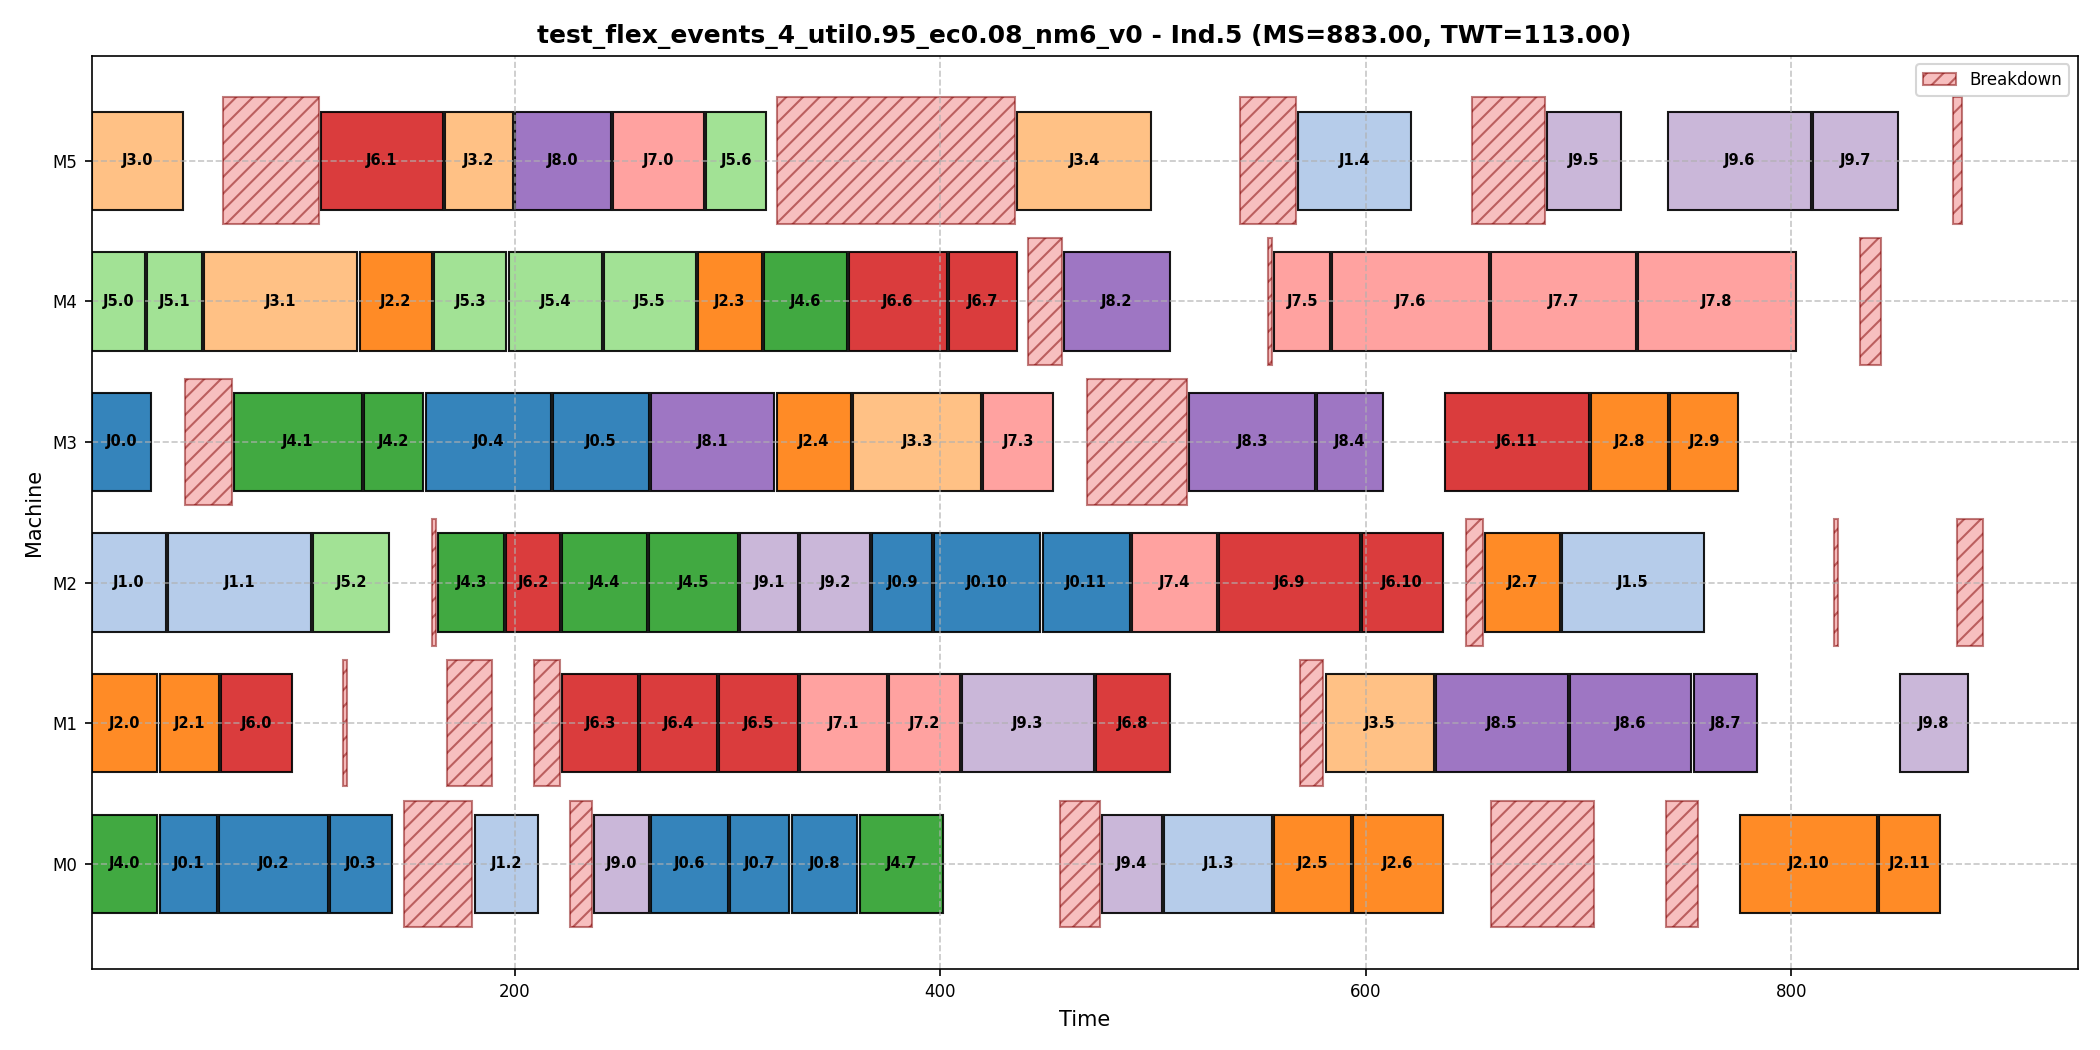 test_flex_events_4_util0.95_ec0.08_nm6_v0 - Ind.5 (MS=883.00, TWT=113.00)
Breakdown
M5
J3.0 J6.1 J3.2 J8.0 J7.0 J5.6 J3.4 J1.4 J9.5 J9.6 J9.7
M4
J5.0 J5.1 J3.1 J2.2 J5.3 J5.4 J5.5 J2.3 J4.6 J6.6 J6.7 J8.2 J7.5 J7.6 J7.7 J7.8
M3
J0.0 J4.1 J4.2 J0.4 J0.5 J8.1 J2.4 J3.3 J7.3 J8.3 J8.4 J6.11 J2.8 J2.9
M2
J1.0 J1.1 J5.2 J4.3 J6.2 J4.4 J4.5 J9.1 J9.2 J0.9 J0.10 J0.11 J7.4 J6.9 J6.10 J2.7 J1.5
M1
J2.0 J2.1 J6.0 J6.3 J6.4 J6.5 J7.1 J7.2 J9.3 J6.8 J3.5 J8.5 J8.6 J8.7 J9.8
M0
J4.0 J0.1 J0.2 J0.3 J1.2 J9.0 J0.6 J0.7 J0.8 J4.7 J9.4 J1.3 J2.5 J2.6 J2.10 J2.11
Machine
200 400 600 800
Time